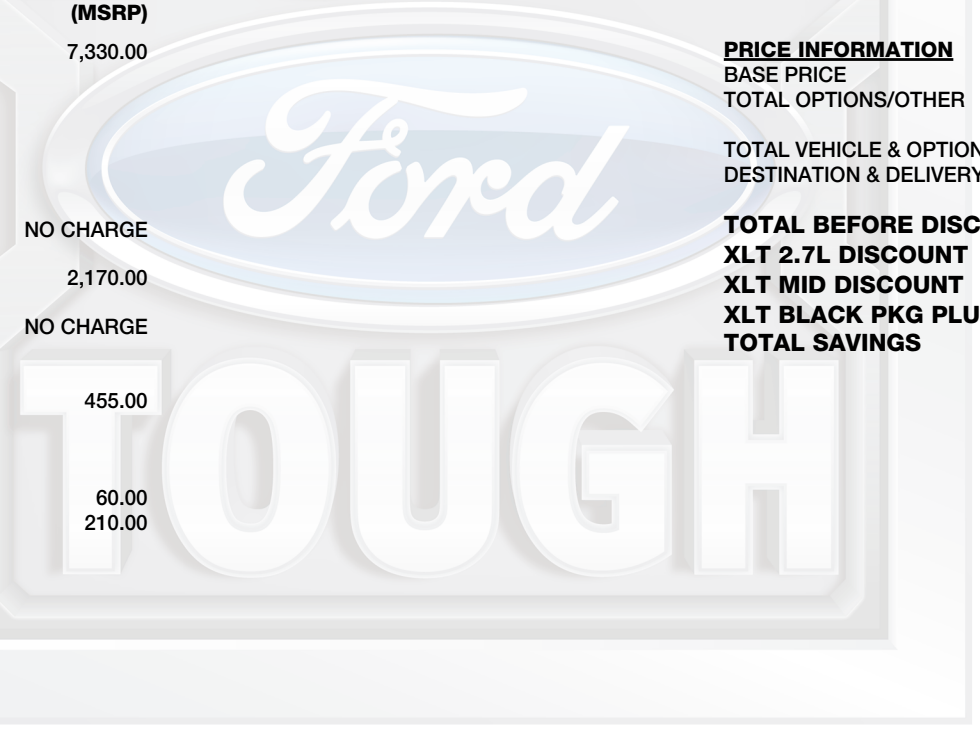 (MSRP)
7,330.00
NO CHARGE
2,170.00
NO CHARGE
455.00
60.00
210.00
PRICE INFORMATION
BASE PRICE
TOTAL OPTIONS/OTHER
TOTAL VEHICLE & OPTION
DESTINATION & DELIVERY
TOTAL BEFORE DISC
XLT 2.7L DISCOUNT
XLT MID DISCOUNT
XLT BLACK PKG PLU
TOTAL SAVINGS
Ford
TOUGH